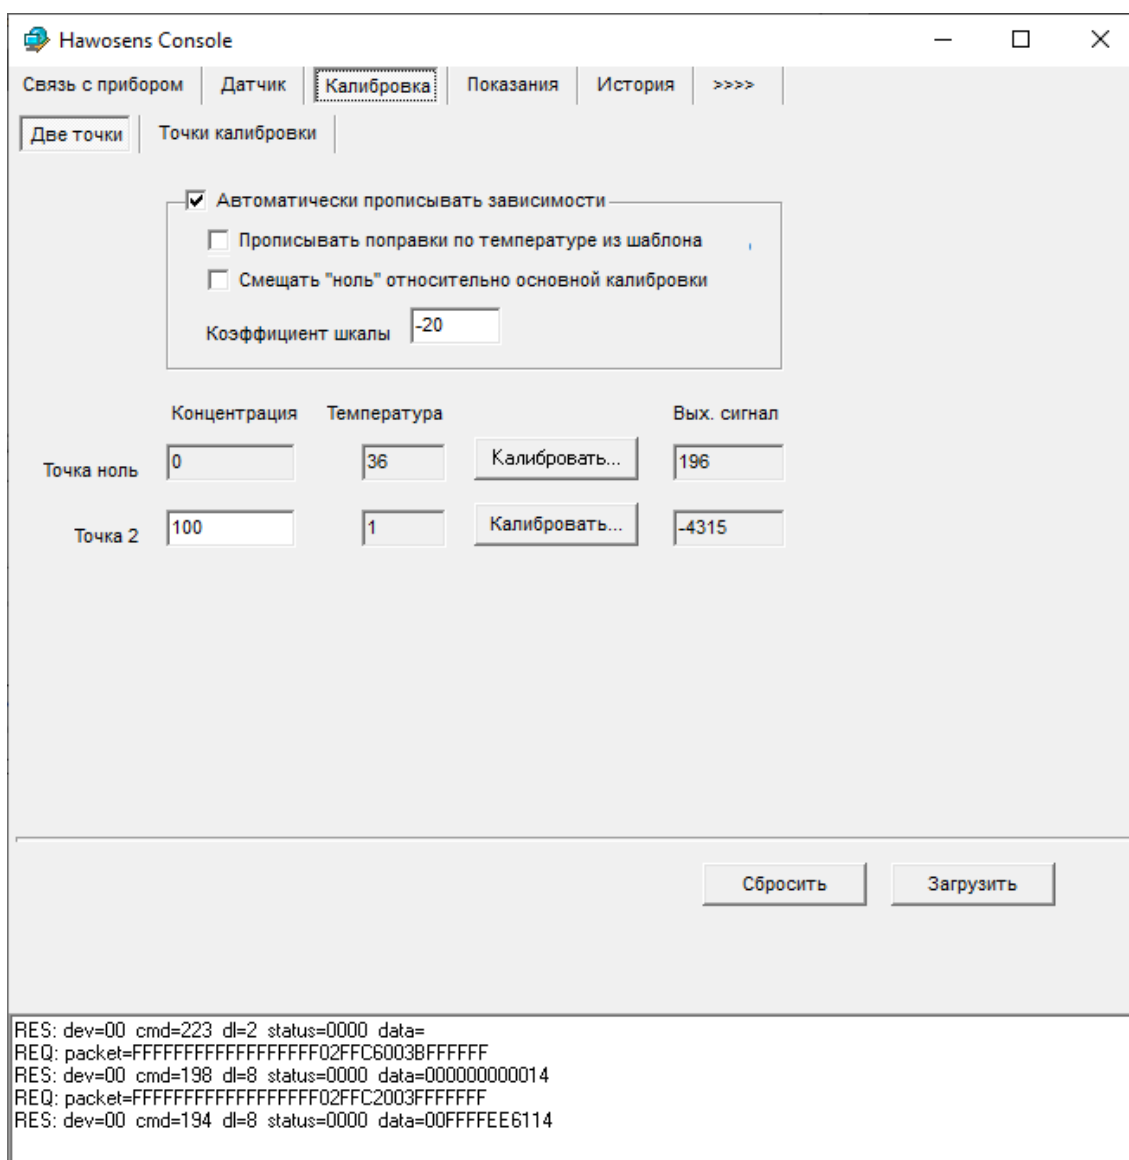 Hawosens Console
Связь с прибором Датчик Калибровка Показания История >>>>
Две точки Точки калибровки
Автоматически прописывать зависимости
Прописывать поправки по температуре из шаблона
Смещать "ноль" относительно основной калибровки
Коэффициент шкалы -20
Концентрация Температура Вых. сигнал
Точка ноль 0 36 Калибровать... 196
Точка 2 100 1 Калибровать... -4315
Сбросить Загрузить
RES: dev=00 cmd=223 dl=2 status=0000 data=
REQ: packet=FFFFFFFFFFFFFFFFFF02FFC6003BFFFFFF
RES: dev=00 cmd=198 dl=8 status=0000 data=000000000014
REQ: packet=FFFFFFFFFFFFFFFFFF02FFC2003FFFFFFF
RES: dev=00 cmd=194 dl=8 status=0000 data=00FFFFEE6114